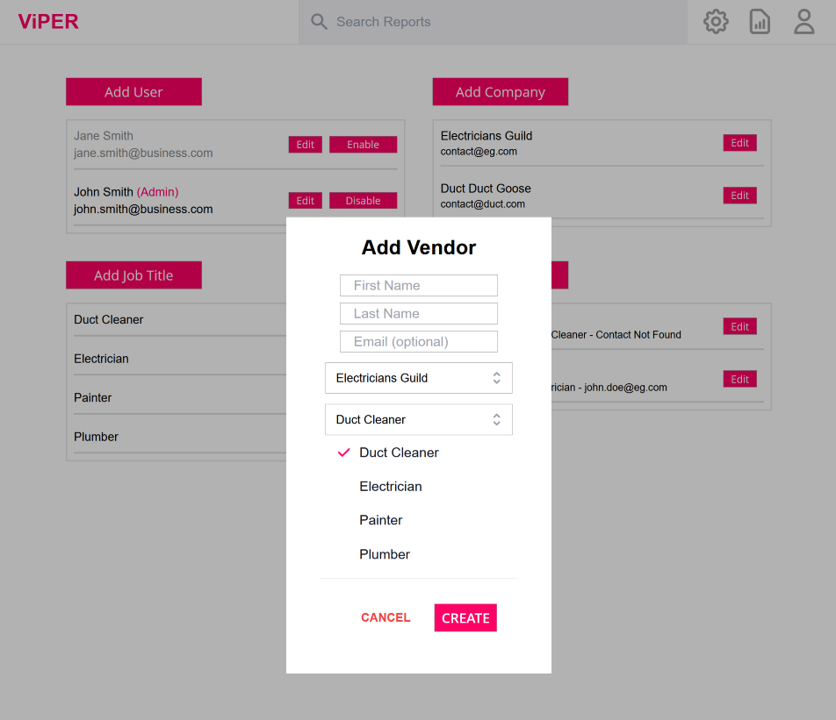 ViPER
Search Reports
Add User
Add Company
Jane Smith
jane.smith@business.com
Edit
Enable
Electricians Guild
contact@eg.com
Edit
John Smith (Admin)
john.smith@business.com
Edit
Disable
Duct Duct Goose
contact@duct.com
Edit
Add Job Title
Duct Cleaner
Electrician
Painter
Plumber
Cleaner - Contact Not Found
Edit
rician - john.doe@eg.com
Edit
Add Vendor
First Name
Last Name
Email (optional)
Electricians Guild
Duct Cleaner
Duct Cleaner
Electrician
Painter
Plumber
CANCEL
CREATE